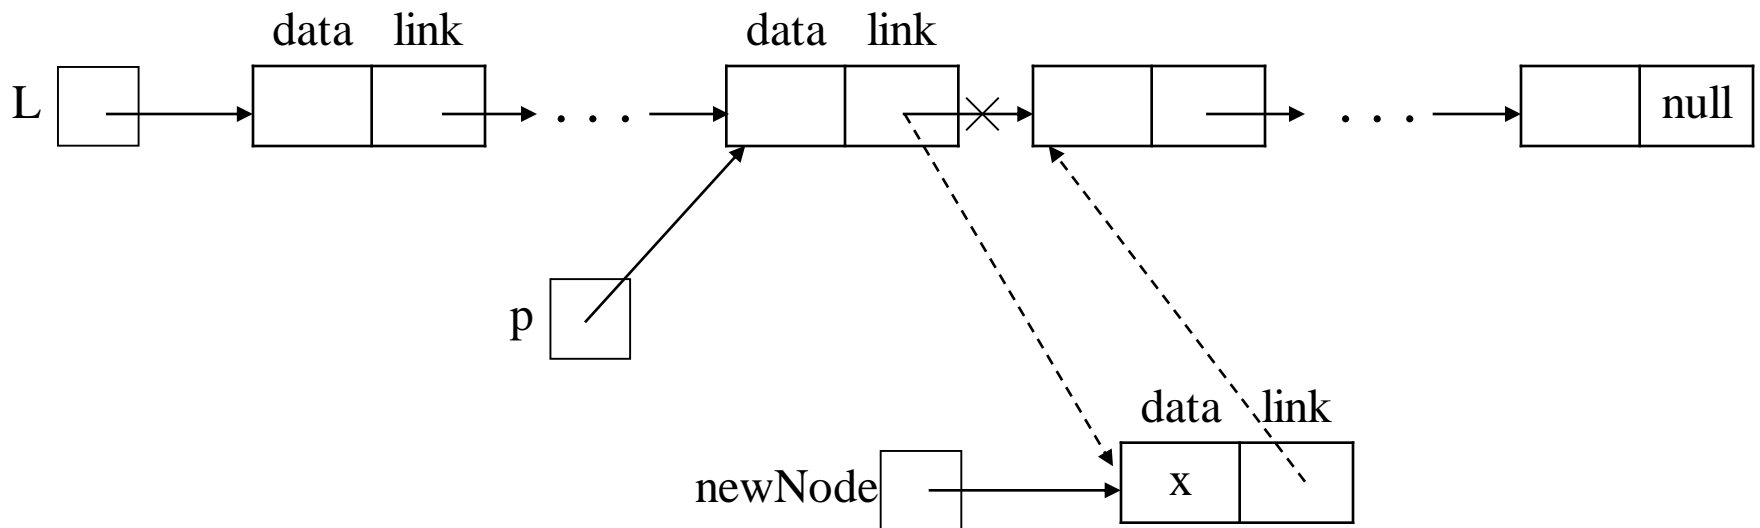 data link data link
L . . . . . . null
p
data link
newNode x